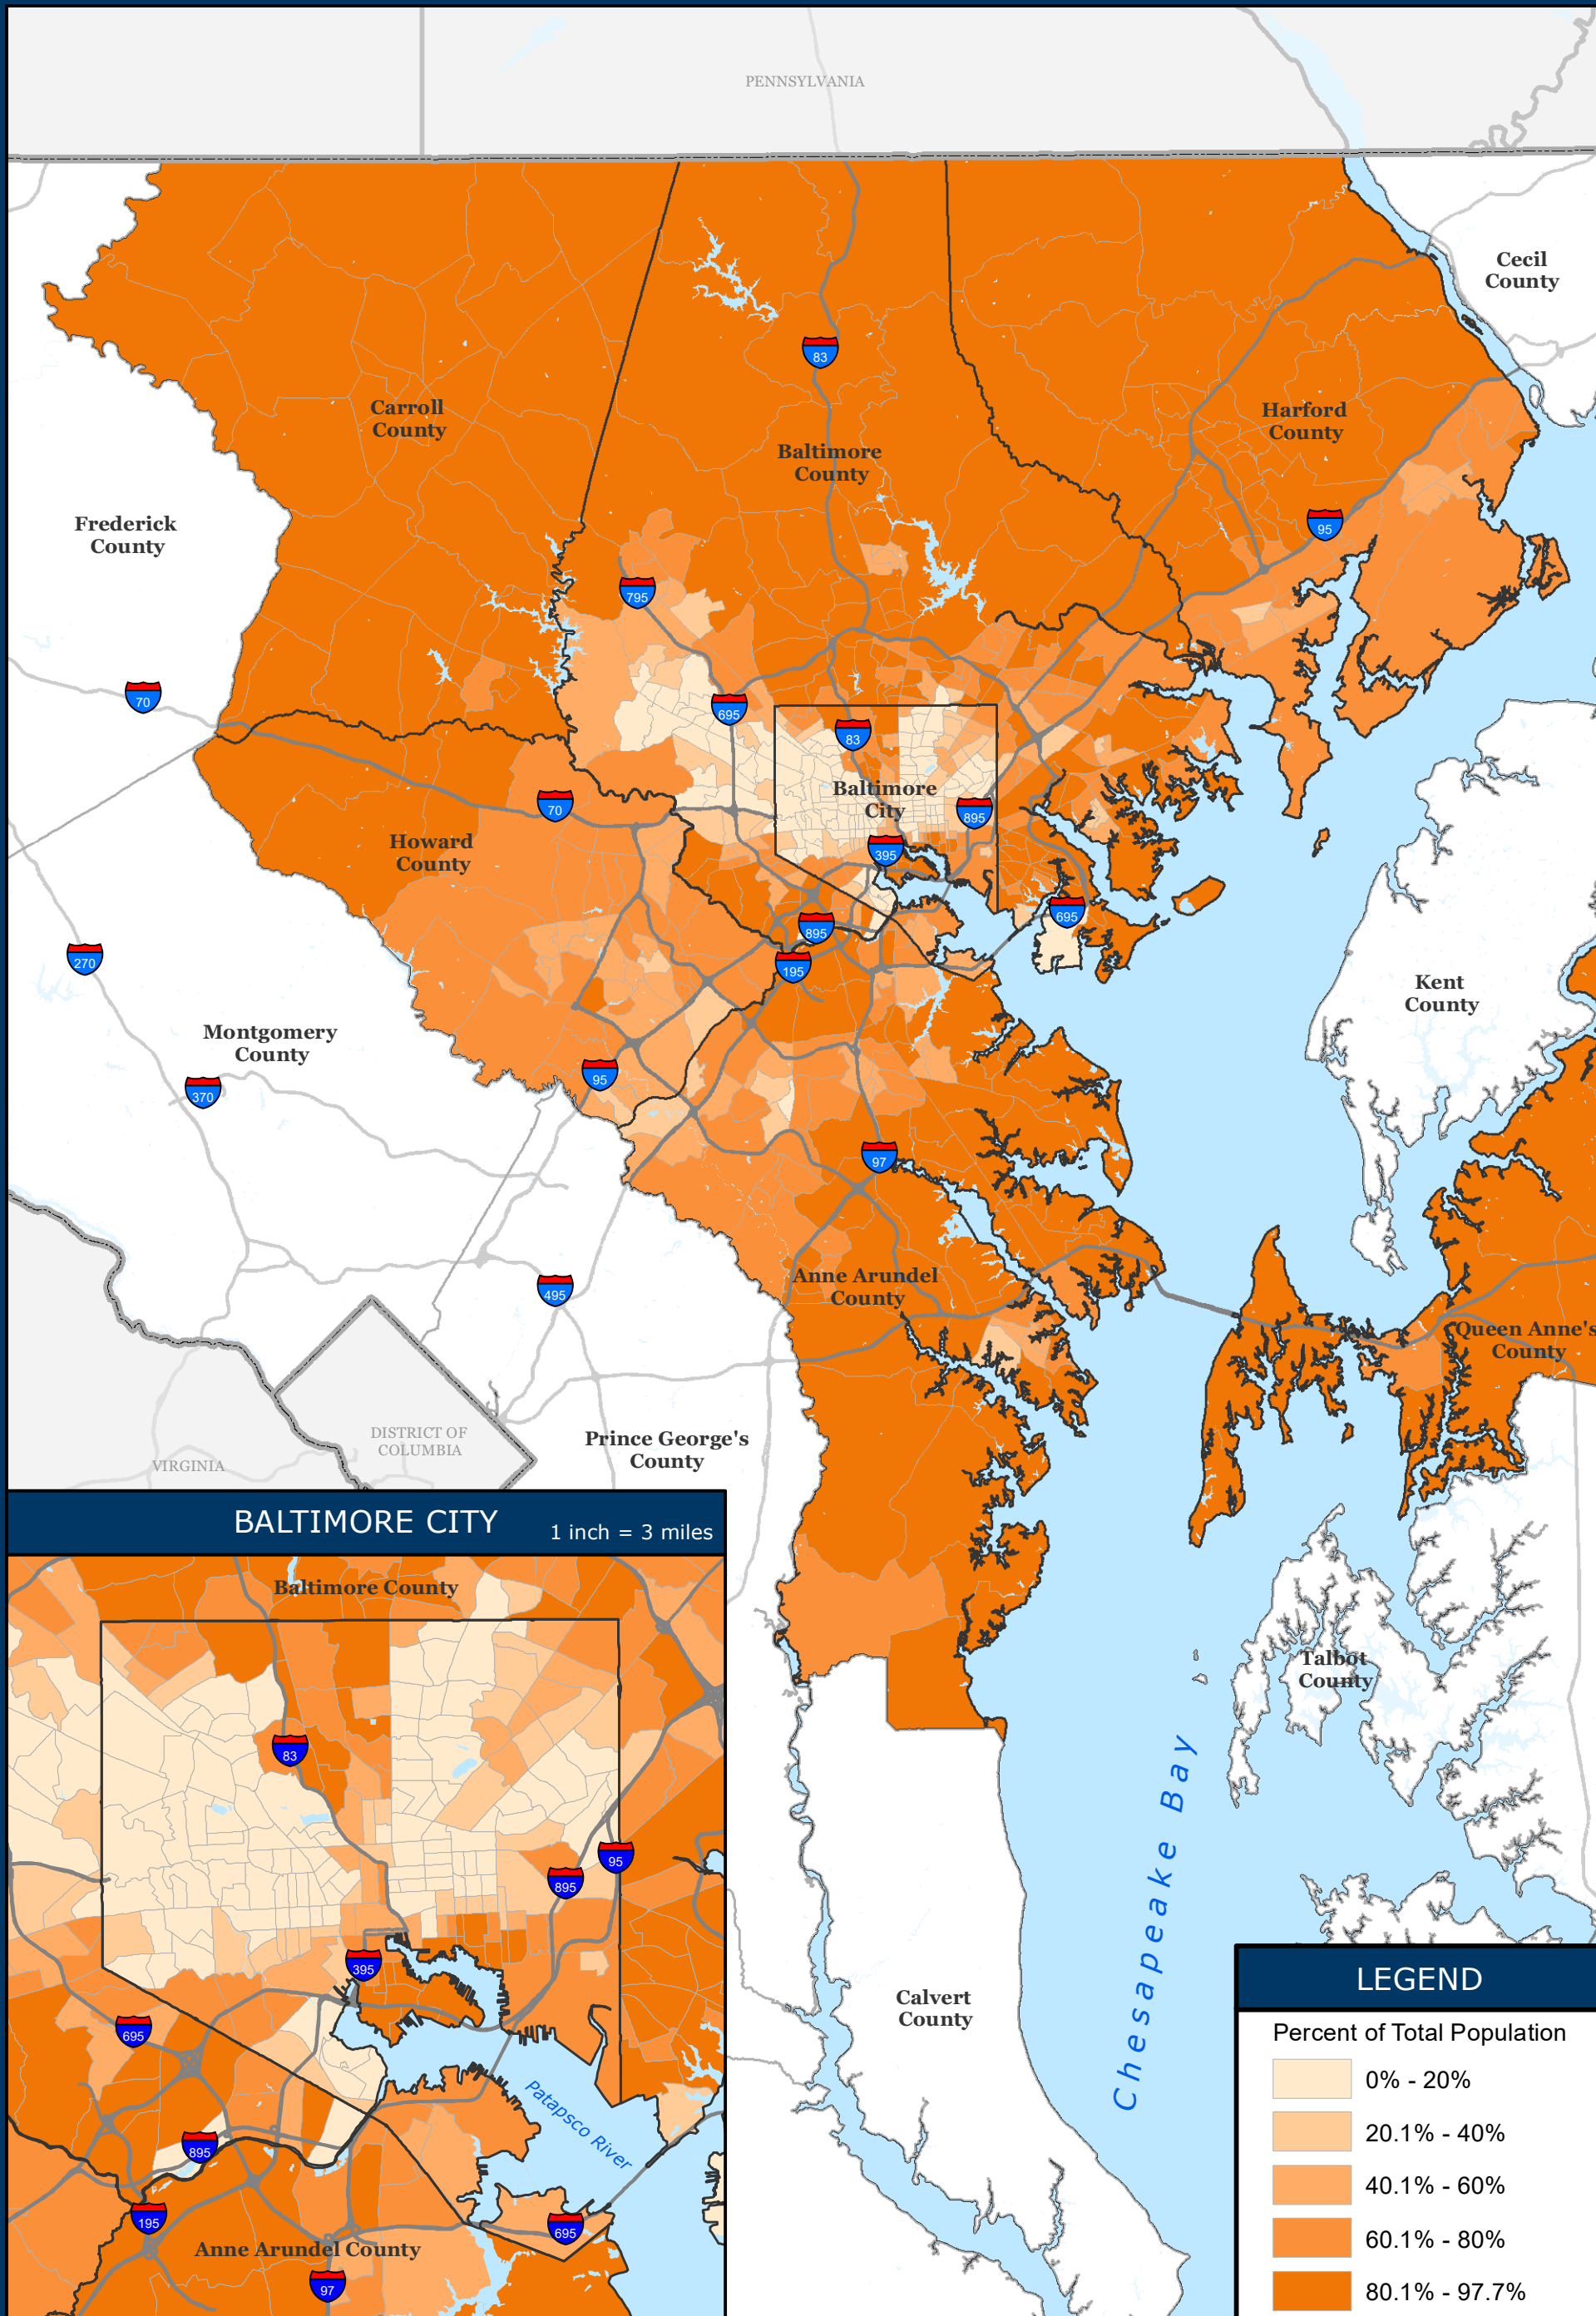 PENNSYLVANIA
Cecil
County
83
Carroll
County
Harford
County
Baltimore
County
Frederick
County
95
795
70
695
83
Baltimore
City
70
895
Howard
County
395
695
895
270
195
Kent
County
Montgomery
County
95
370
97
Anne Arundel
County
495
Queen Anne's
County
DISTRICT OF
COLUMBIA
VIRGINIA
Prince George's
County
BALTIMORE CITY
1 inch = 3 miles
Baltimore County
83
95
895
395
695
Patapsco River
895
195
695
Anne Arundel County
97
Talbot
County
Chesapeake Bay
Calvert
County
LEGEND
Percent of Total Population
0% - 20%
20.1% - 40%
40.1% - 60%
60.1% - 80%
80.1% - 97.7%